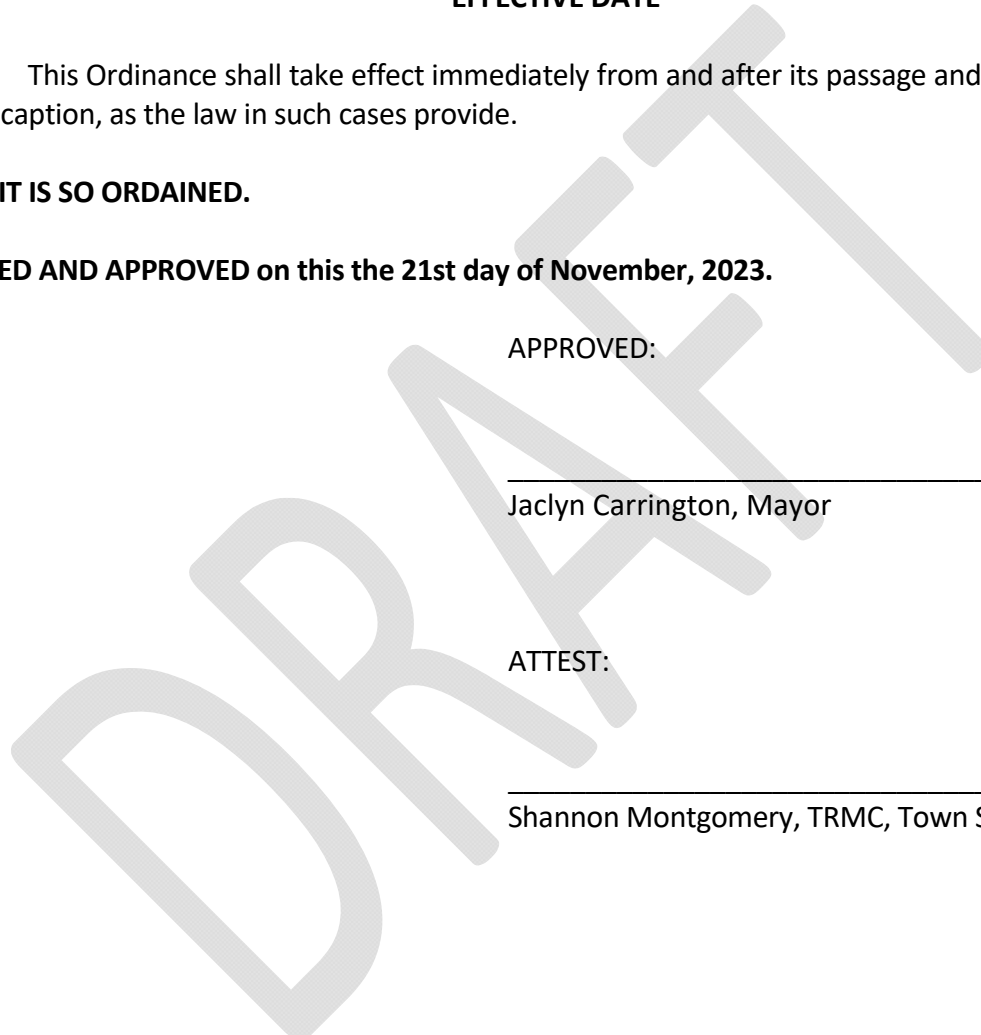 EFFECTIVE DATE
This Ordinance shall take effect immediately from and after its passage and
caption, as the law in such cases provide.
IT IS SO ORDAINED.
ED AND APPROVED on this the 21st day of November, 2023.
APPROVED:
Jaclyn Carrington, Mayor
ATTEST:
Shannon Montgomery, TRMC, Town S
DRAFT